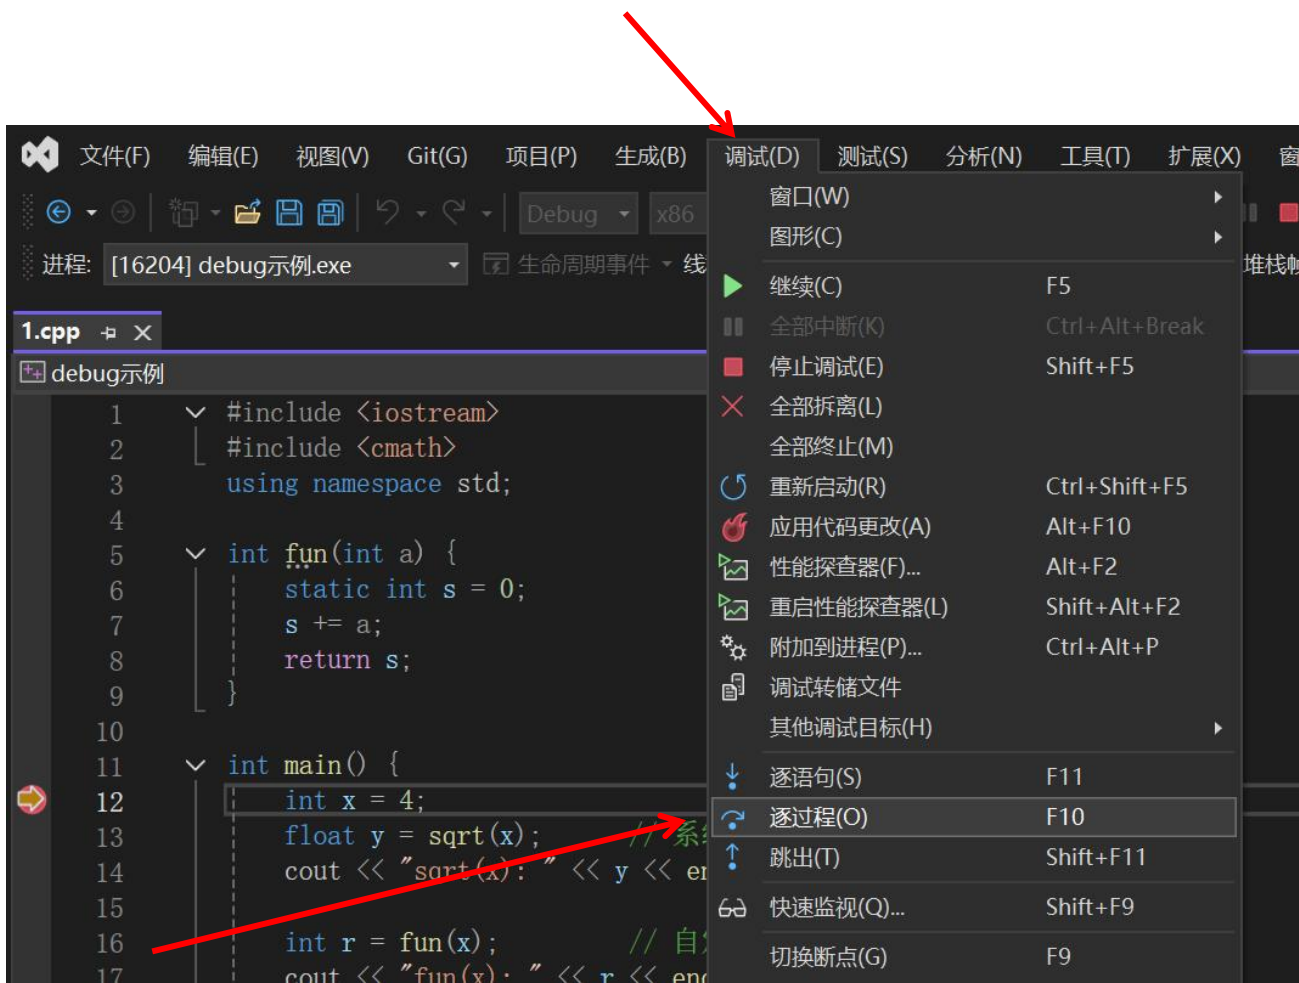 文件(F) 编辑(E) 视图(V) Git(G) 项目(P) 生成(B) 调试(D) 测试(S) 分析(N) 工具(T) 扩展(X) 窗
Debug x86
进程: [16204] debug示例.exe 生命周期事件 线 堆栈帧
1.cpp
debug示例
1 #include <iostream>
2 #include <cmath>
3 using namespace std;
4
5 int fun(int a) {
6 static int s = 0;
7 s += a;
8 return s;
9 }
10
11 int main() {
12 int x = 4;
13 float y = sqrt(x); // 系
14 cout << "sqrt(x): " << y << en
15
16 int r = fun(x); // 自
17 cout << "fun(x): " << r << end
窗口(W)
图形(C)
继续(C) F5
全部中断(K) Ctrl+Alt+Break
停止调试(E) Shift+F5
全部拆离(L)
全部终止(M)
重新启动(R) Ctrl+Shift+F5
应用代码更改(A) Alt+F10
性能探查器(F)... Alt+F2
重启性能探查器(L) Shift+Alt+F2
附加到进程(P)... Ctrl+Alt+P
调试转储文件
其他调试目标(H)
逐语句(S) F11
逐过程(O) F10
跳出(T) Shift+F11
快速监视(Q)... Shift+F9
切换断点(G) F9